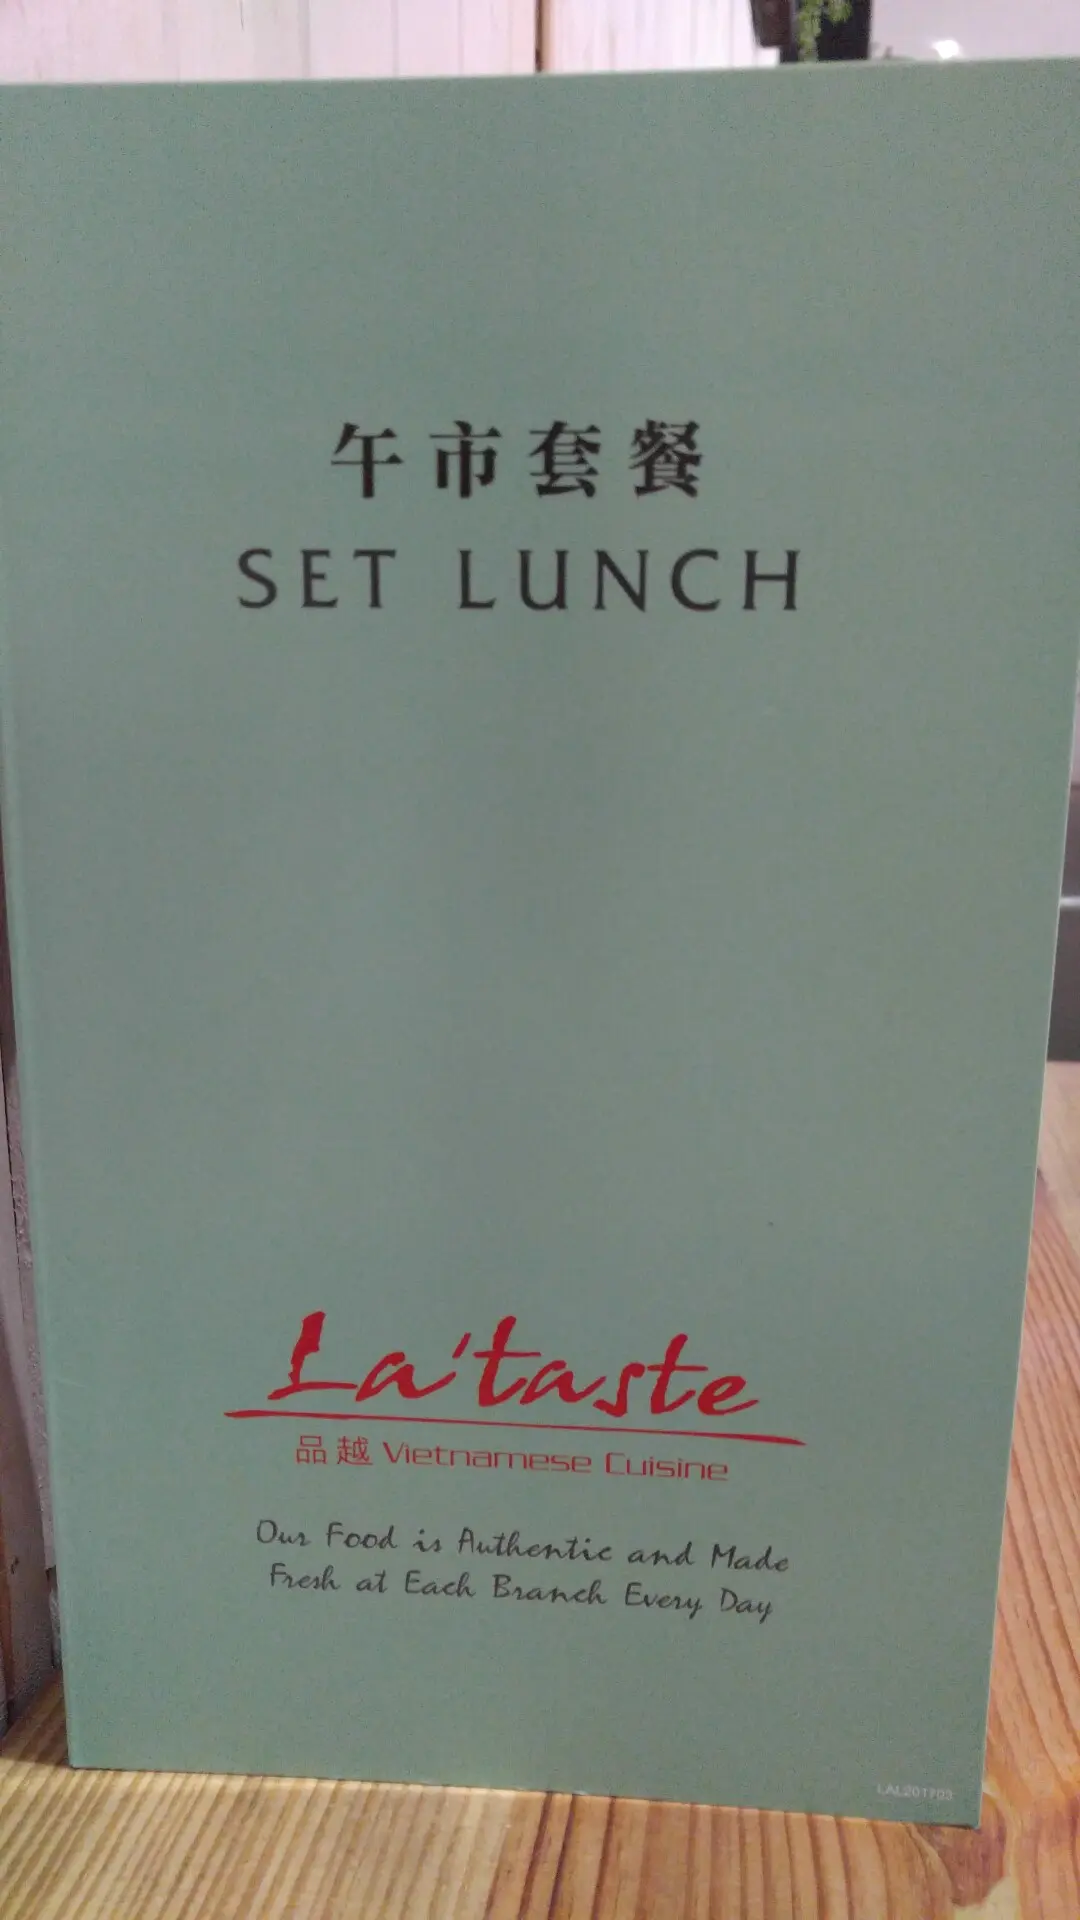 午市套餐
SET LUNCH
La'taste
品越 Vietnamese Cuisine
Our Food is Authentic and Made
Fresh at Each Branch Every Day
LAL201703